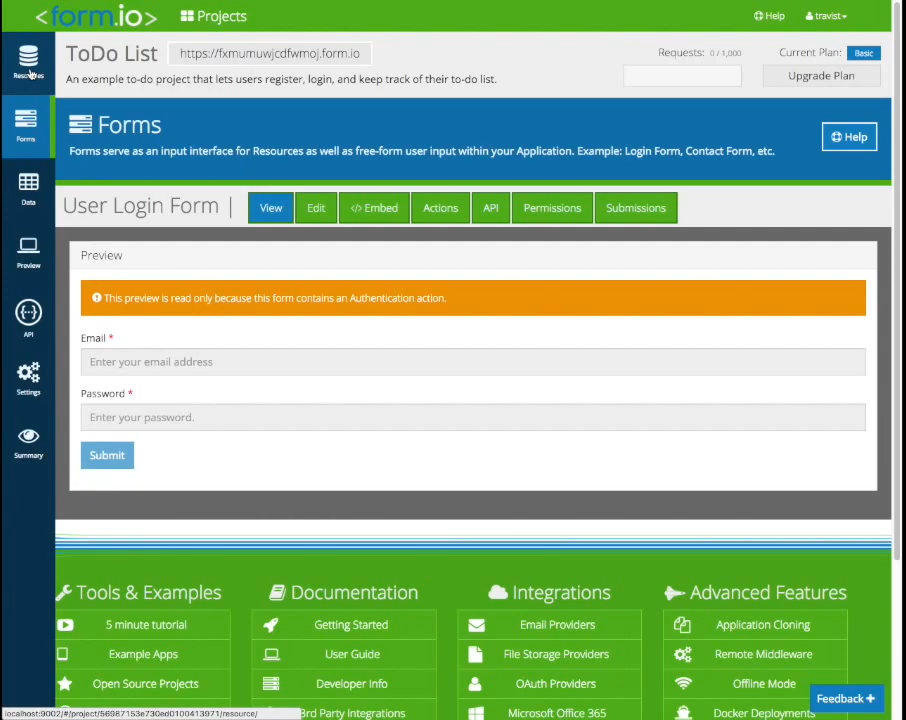 <form.io>
Projects
Help
travist
Resources
ToDo List
https://fxmumuwjcdfwmoj.form.io
Requests: 0 / 1,000
Current Plan: Basic
Upgrade Plan
An example to-do project that lets users register, login, and keep track of their to-do list.
Forms
Forms
Help
Forms serve as an input interface for Resources as well as free-form user input within your Application. Example: Login Form, Contact Form, etc.
Data
User Login Form |
View
Edit
</> Embed
Actions
API
Permissions
Submissions
Preview
Preview
This preview is read only because this form contains an Authentication action.
API
Email *
Enter your email address
Settings
Password *
Enter your password.
Summary
Submit
Tools & Examples
Documentation
Integrations
Advanced Features
5 minute tutorial
Getting Started
Email Providers
Application Cloning
Example Apps
User Guide
File Storage Providers
Remote Middleware
Open Source Projects
Developer Info
OAuth Providers
Offline Mode
Feedback +
localhost:9002/#/project/56987153e730ed0100413971/resource/
3rd Party Integrations
Microsoft Office 365
Docker Deployments